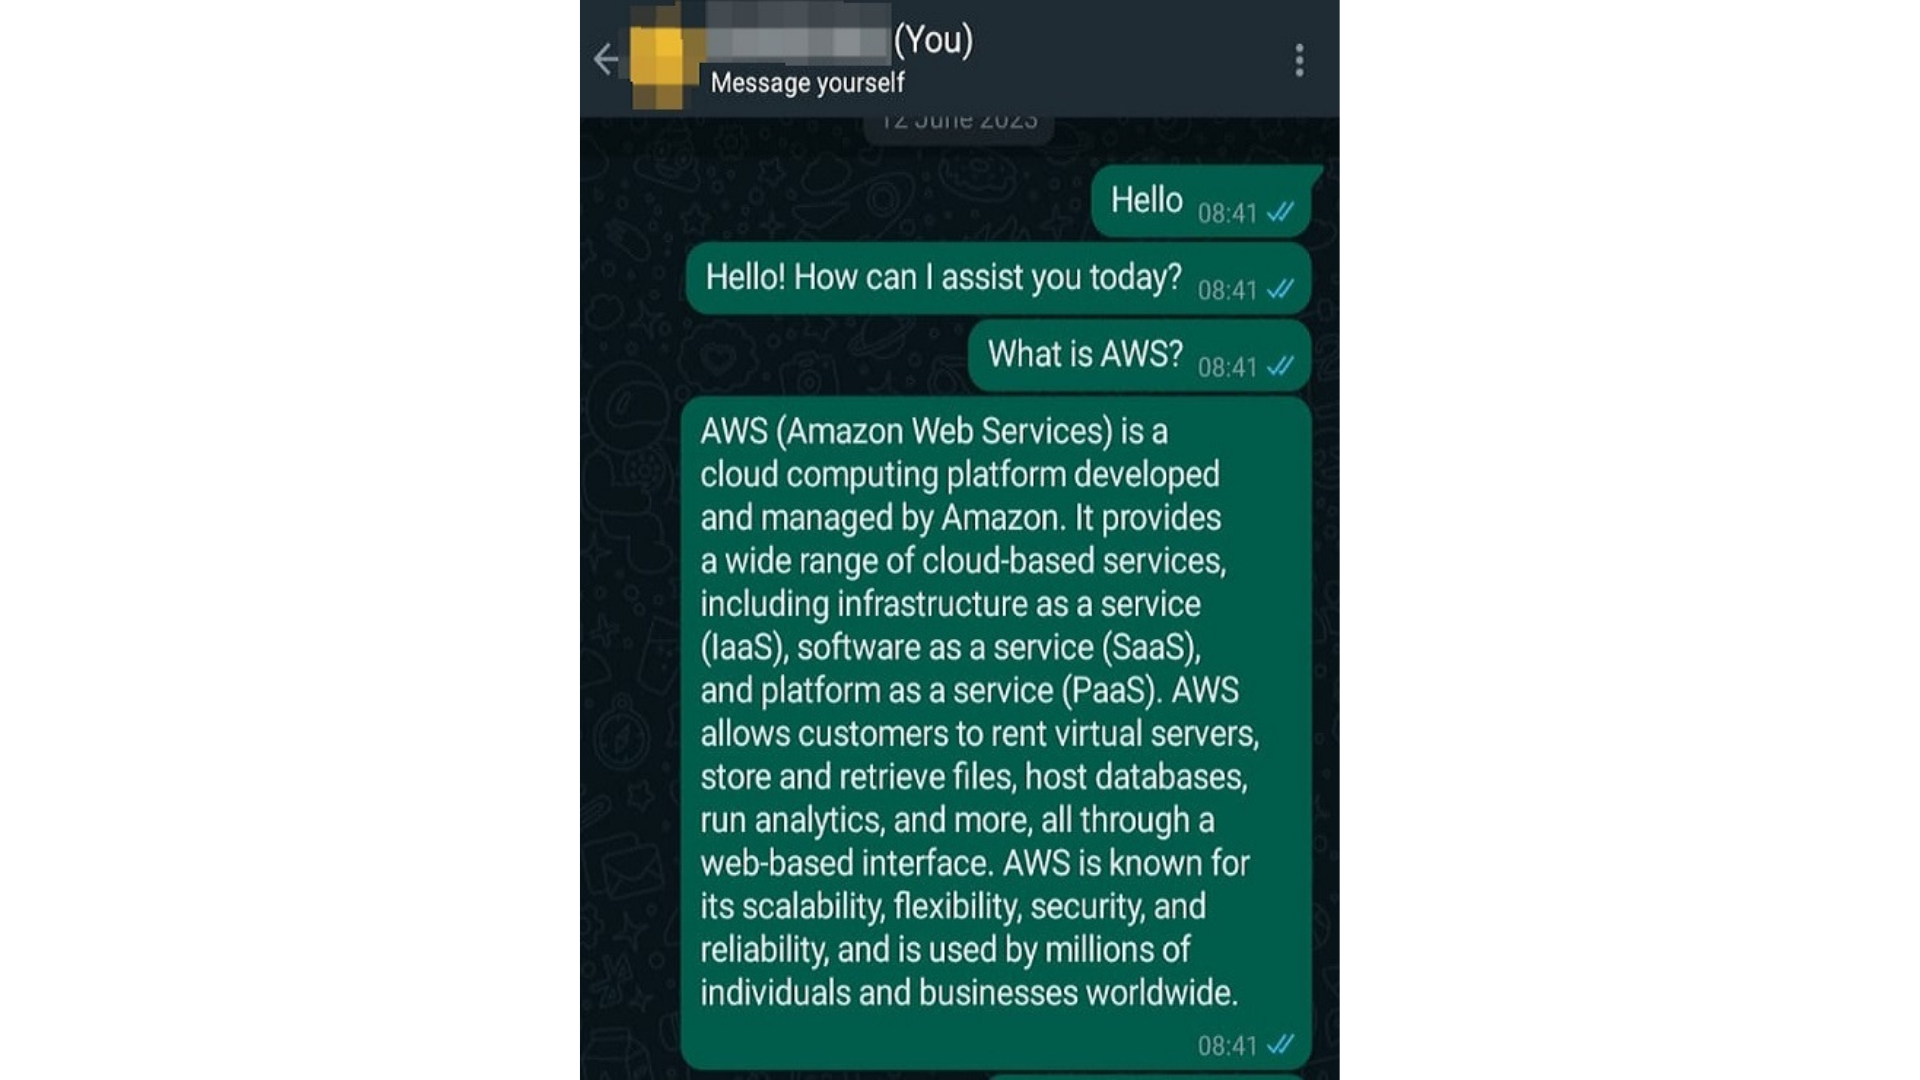 (You)
Message yourself
12 June 2023
Hello 08:41
Hello! How can I assist you today? 08:41
What is AWS? 08:41
AWS (Amazon Web Services) is a
cloud computing platform developed
and managed by Amazon. It provides
a wide range of cloud-based services,
including infrastructure as a service
(IaaS), software as a service (SaaS),
and platform as a service (PaaS). AWS
allows customers to rent virtual servers,
store and retrieve files, host databases,
run analytics, and more, all through a
web-based interface. AWS is known for
its scalability, flexibility, security, and
reliability, and is used by millions of
individuals and businesses worldwide.
08:41